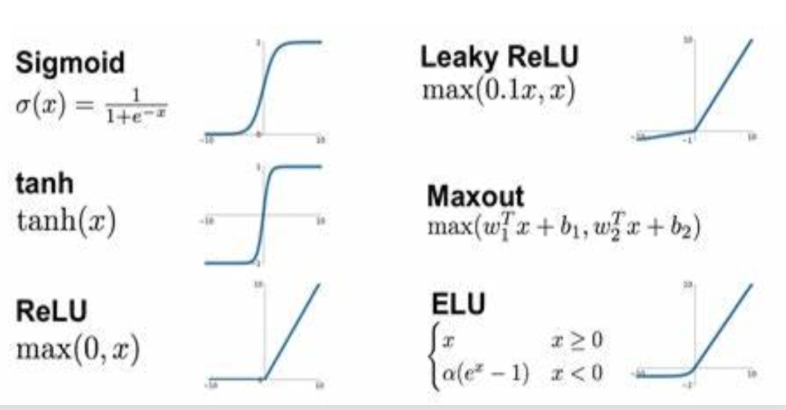 Sigmoid
σ(x) = 1/(1+e^−x)
tanh
tanh(x)
ReLU
max(0, x)
Leaky ReLU
max(0.1x, x)
Maxout
max(w₁ᵀx + b₁, w₂ᵀx + b₂)
ELU
{x x ≥ 0
α(eˣ − 1) x < 0